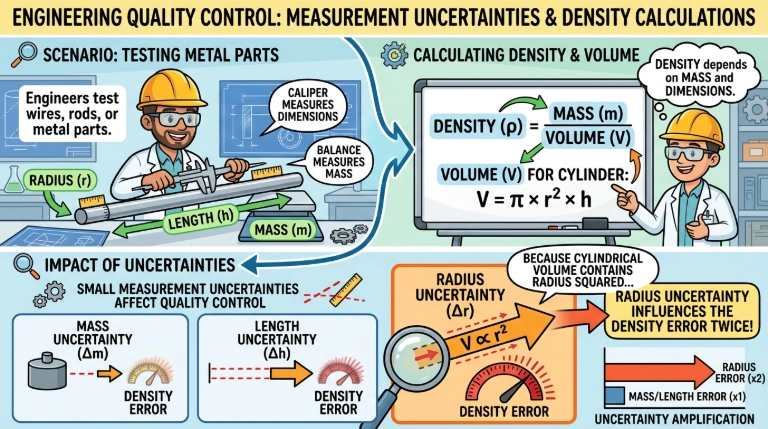 ENGINEERING QUALITY CONTROL: MEASUREMENT UNCERTAINTIES & DENSITY CALCULATIONS
SCENARIO: TESTING METAL PARTS
Engineers test
wires, rods, or
metal parts.
CALIPER
MEASURES
DIMENSIONS
BALANCE
MEASURES
MASS
RADIUS (r)
LENGTH (h)
MASS (m)
CALCULATING DENSITY & VOLUME
DENSITY (ρ) = MASS (m)
VOLUME (V)
VOLUME (V) FOR CYLINDER:
V = π × r² × h
DENSITY depends
on MASS and
DIMENSIONS.
IMPACT OF UNCERTAINTIES
SMALL MEASUREMENT UNCERTAINTIES
AFFECT QUALITY CONTROL
MASS
UNCERTAINTY
(Δm)
DENSITY
ERROR
LENGTH
UNCERTAINTY
(Δh)
DENSITY
ERROR
RADIUS
UNCERTAINTY
(Δr)
V ∝ r²
DENSITY ERROR
BECAUSE CYLINDRICAL
VOLUME CONTAINS
RADIUS SQUARED...
RADIUS UNCERTAINTY
INFLUENCES THE
DENSITY ERROR TWICE!
RADIUS
ERROR (x2)
MASS/LENGTH ERROR (x1)
UNCERTAINTY AMPLIFICATION